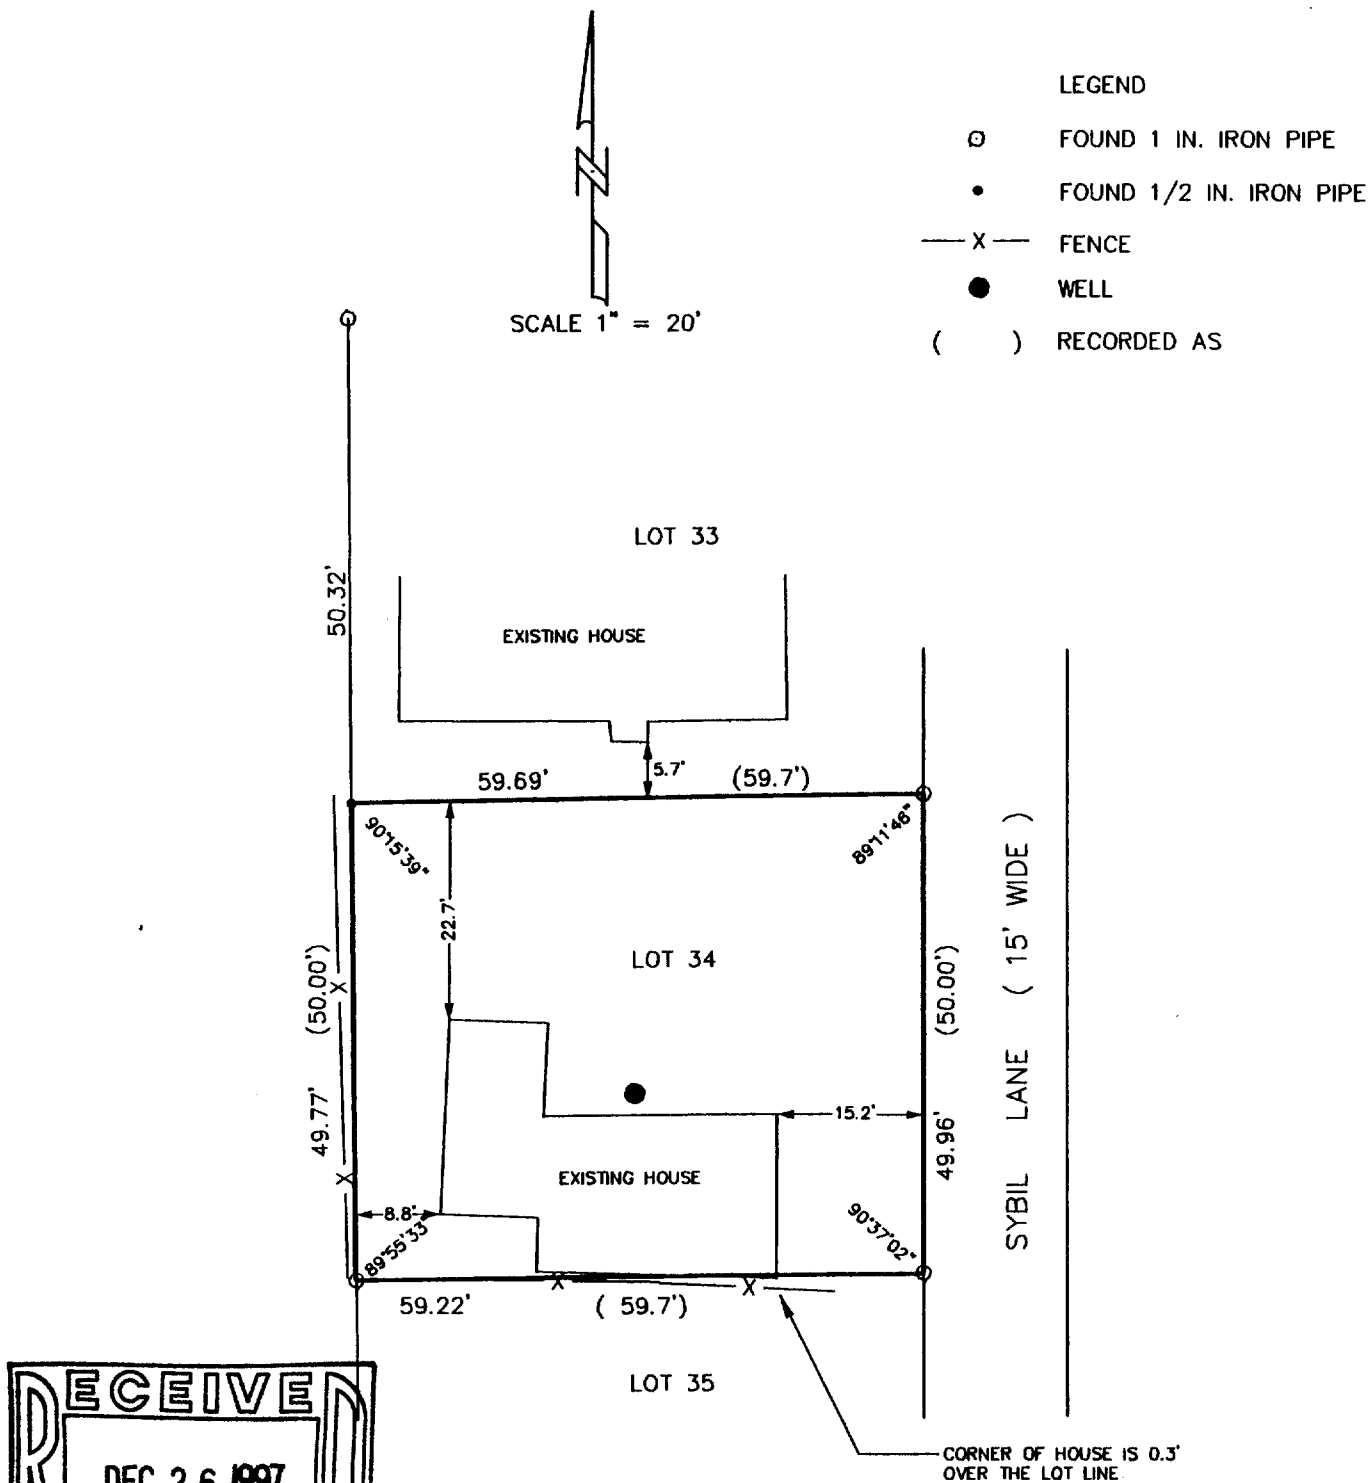 N
SCALE 1" = 20'
LEGEND
FOUND 1 IN. IRON PIPE
FOUND 1/2 IN. IRON PIPE
X FENCE
WELL
( ) RECORDED AS
LOT 33
50.32'
EXISTING HOUSE
5.7'
59.69' (59.7')
90°15'39"
89°11'46"
22.7'
LOT 34
(50.00')
49.77'
X
X
(50.00')
49.96'
SYBIL LANE ( 15' WIDE )
15.2'
EXISTING HOUSE
8.8'
89°55'33"
90°37'02"
X X
59.22' ( 59.7')
LOT 35
CORNER OF HOUSE IS 0.3'
OVER THE LOT LINE
RECEIVED
DEC 26 1997